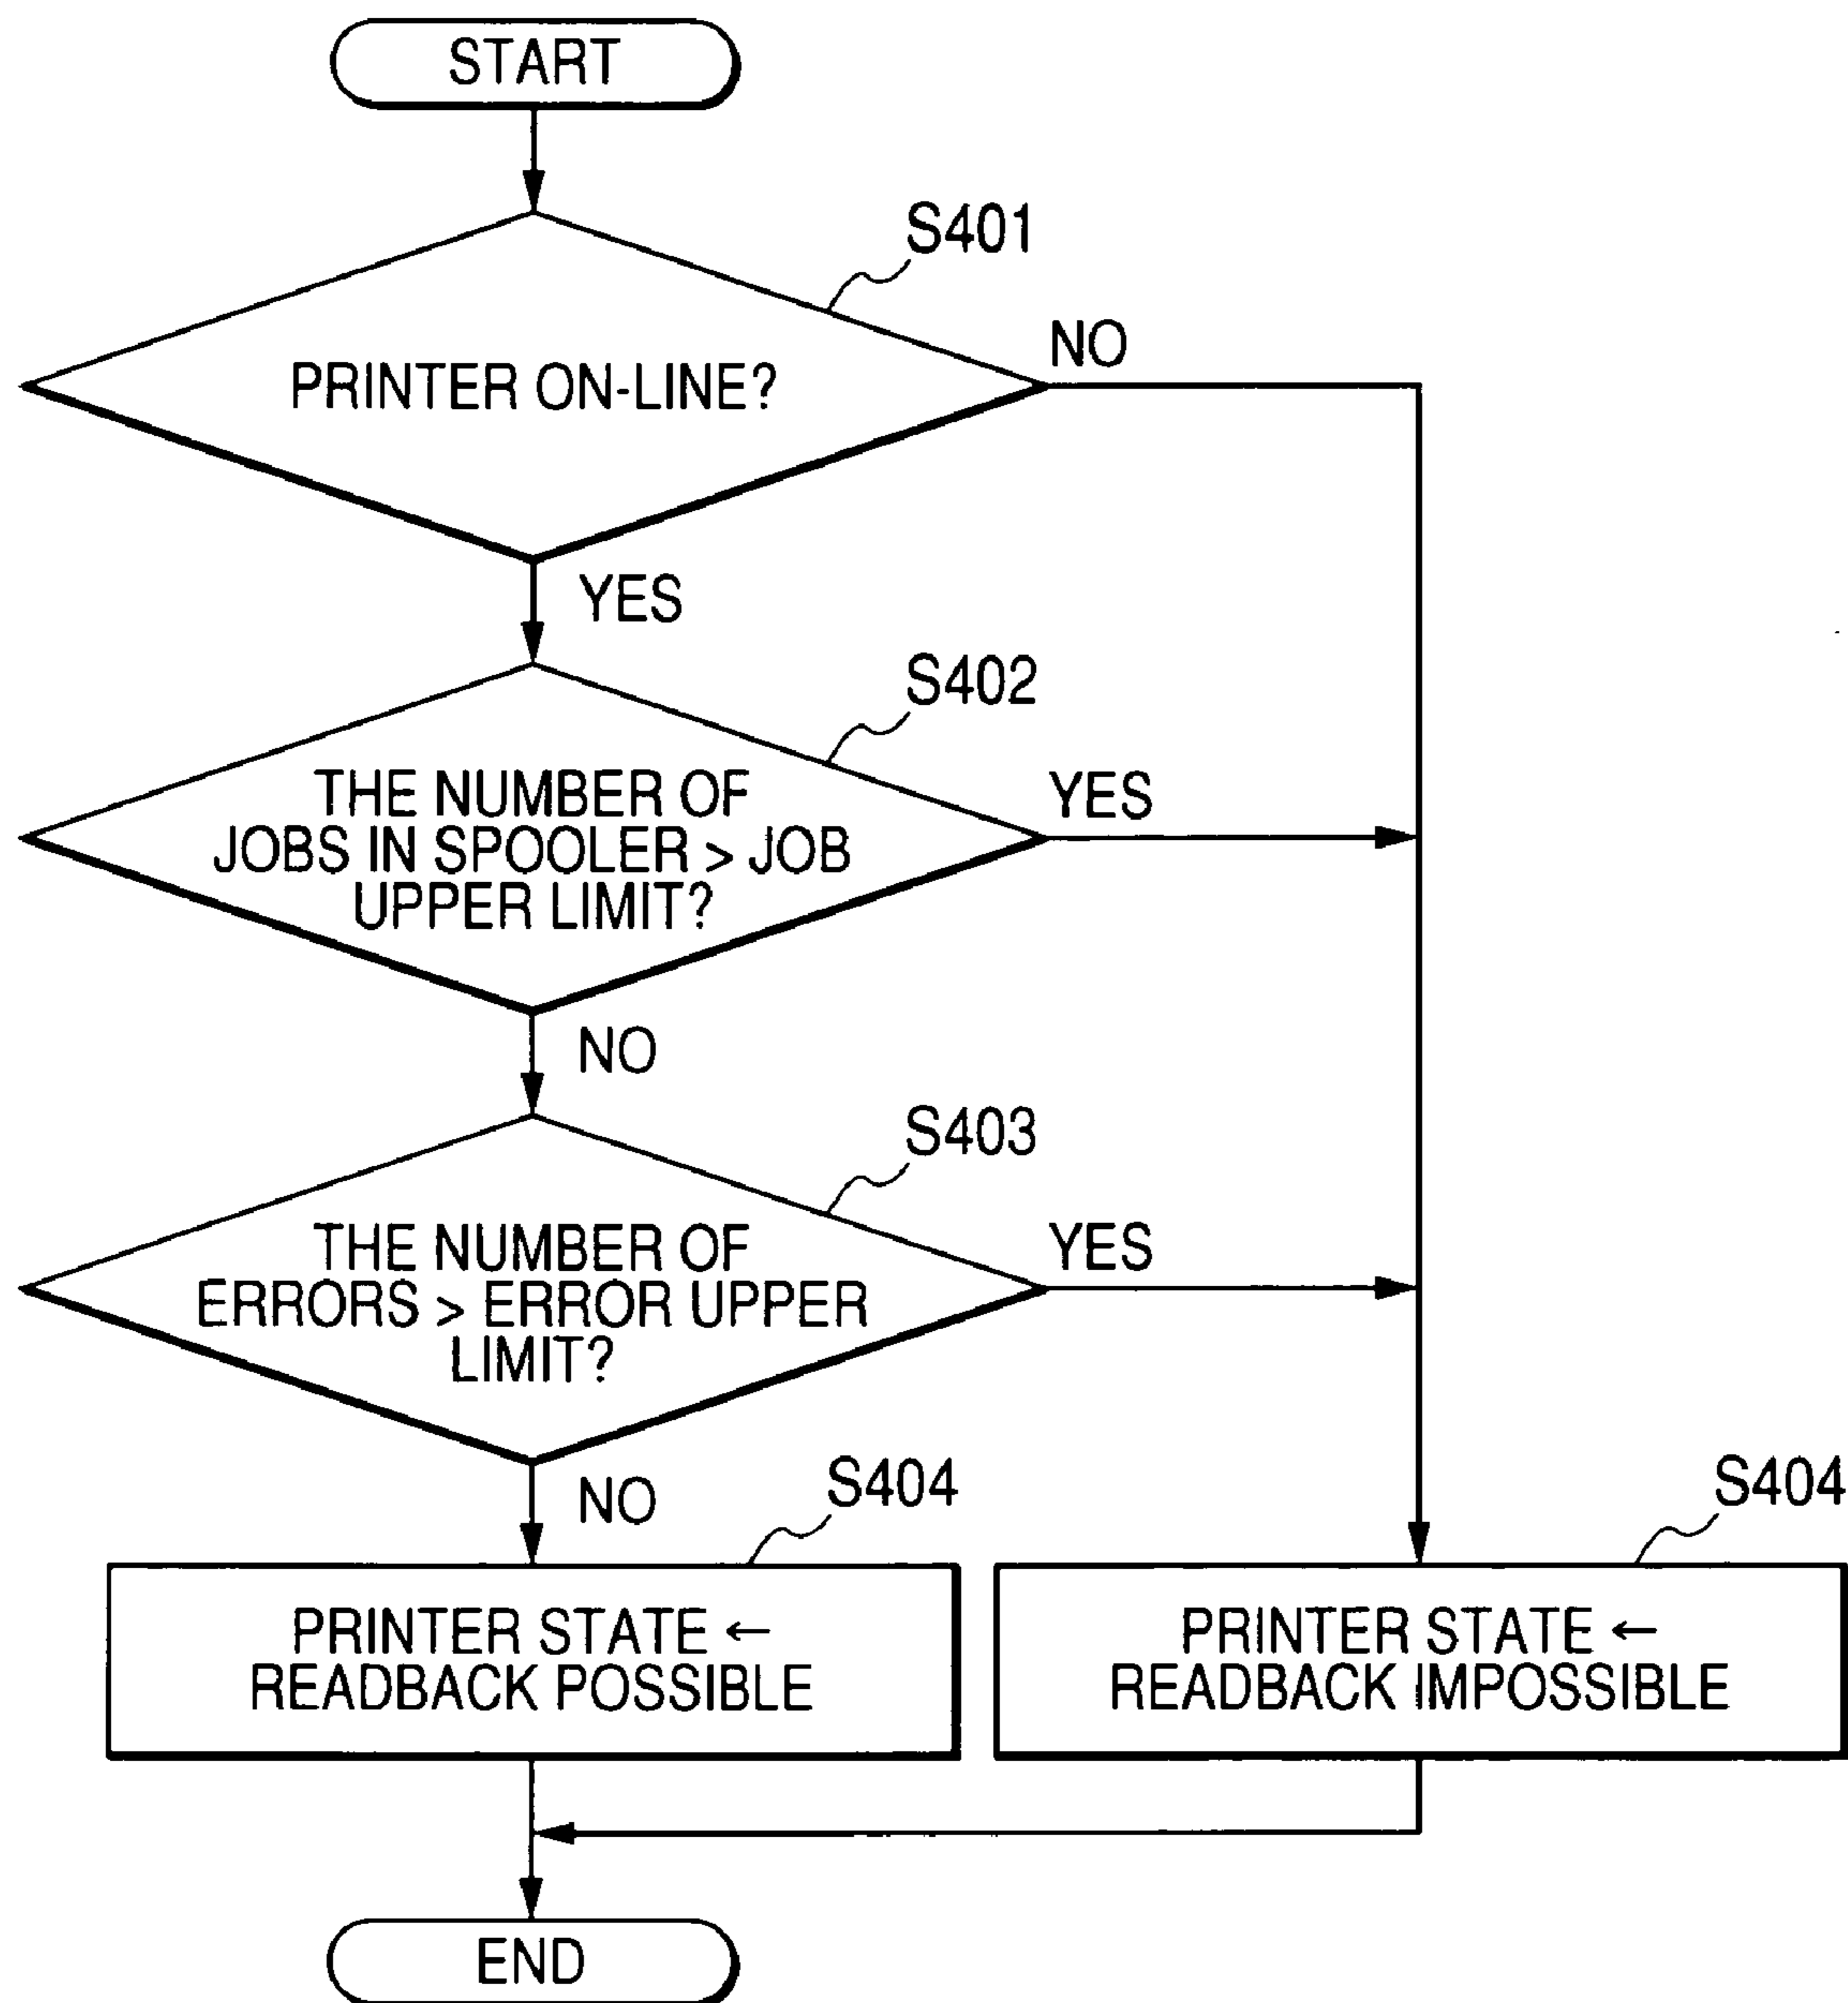 START
S401
PRINTER ON-LINE?
NO
YES
S402
THE NUMBER OF
JOBS IN SPOOLER > JOB
UPPER LIMIT?
YES
NO
S403
THE NUMBER OF
ERRORS > ERROR UPPER
LIMIT?
YES
NO
S404
S404
PRINTER STATE ←
READBACK POSSIBLE
PRINTER STATE ←
READBACK IMPOSSIBLE
END